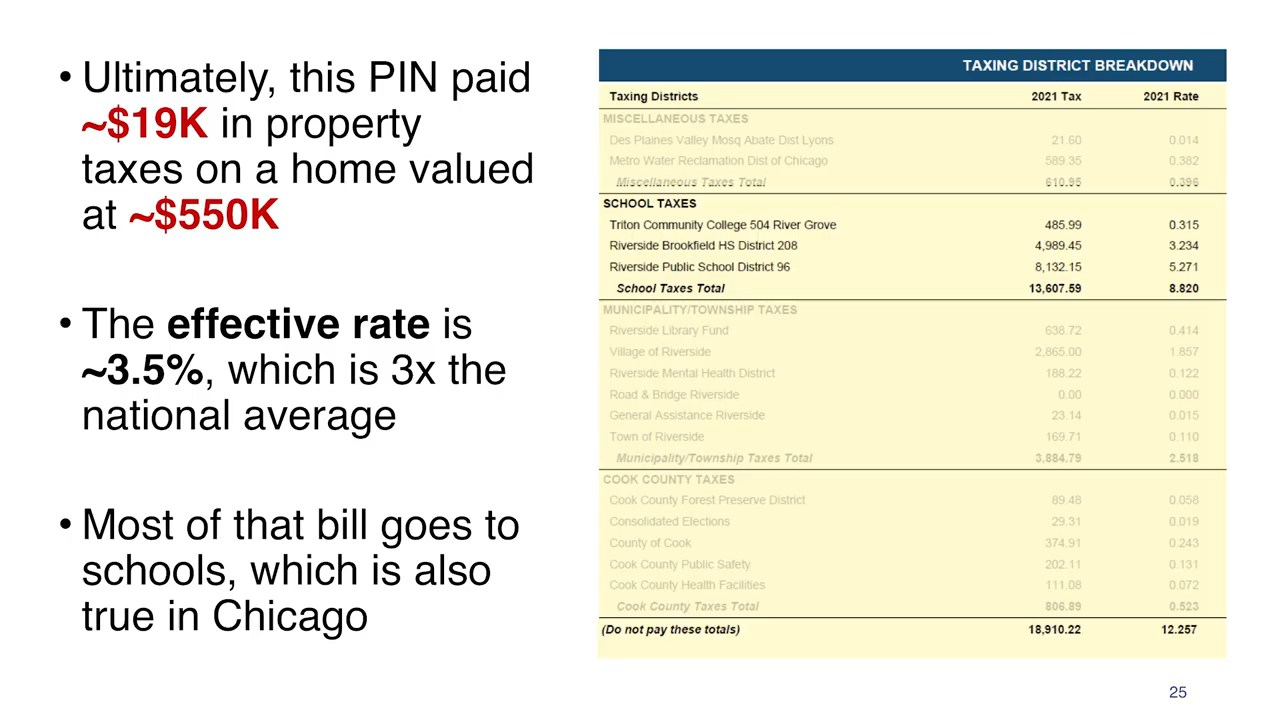 • Ultimately, this PIN paid
~$19K in property
taxes on a home valued
at ~$550K
• The effective rate is
~3.5%, which is 3x the
national average
• Most of that bill goes to
schools, which is also
true in Chicago
TAXING DISTRICT BREAKDOWN
Taxing Districts 2021 Tax 2021 Rate
MISCELLANEOUS TAXES
Des Plaines Valley Mosq Abate Dist Lyons 21.60 0.014
Metro Water Reclamation Dist of Chicago 589.35 0.382
Miscellaneous Taxes Total 610.95 0.396
SCHOOL TAXES
Triton Community College 504 River Grove 485.99 0.315
Riverside Brookfield HS District 208 4,989.45 3.234
Riverside Public School District 96 8,132.15 5.271
School Taxes Total 13,607.59 8.820
MUNICIPALITY/TOWNSHIP TAXES
Riverside Library Fund 638.72 0.414
Village of Riverside 2,865.00 1.857
Riverside Mental Health District 188.22 0.122
Road & Bridge Riverside 0.00 0.000
General Assistance Riverside 23.14 0.015
Town of Riverside 169.71 0.110
Municipality/Township Taxes Total 3,884.79 2.518
COOK COUNTY TAXES
Cook County Forest Preserve District 89.48 0.058
Consolidated Elections 29.31 0.019
County of Cook 374.91 0.243
Cook County Public Safety 202.11 0.131
Cook County Health Facilities 111.08 0.072
Cook County Taxes Total 806.89 0.523
(Do not pay these totals) 18,910.22 12.257
25